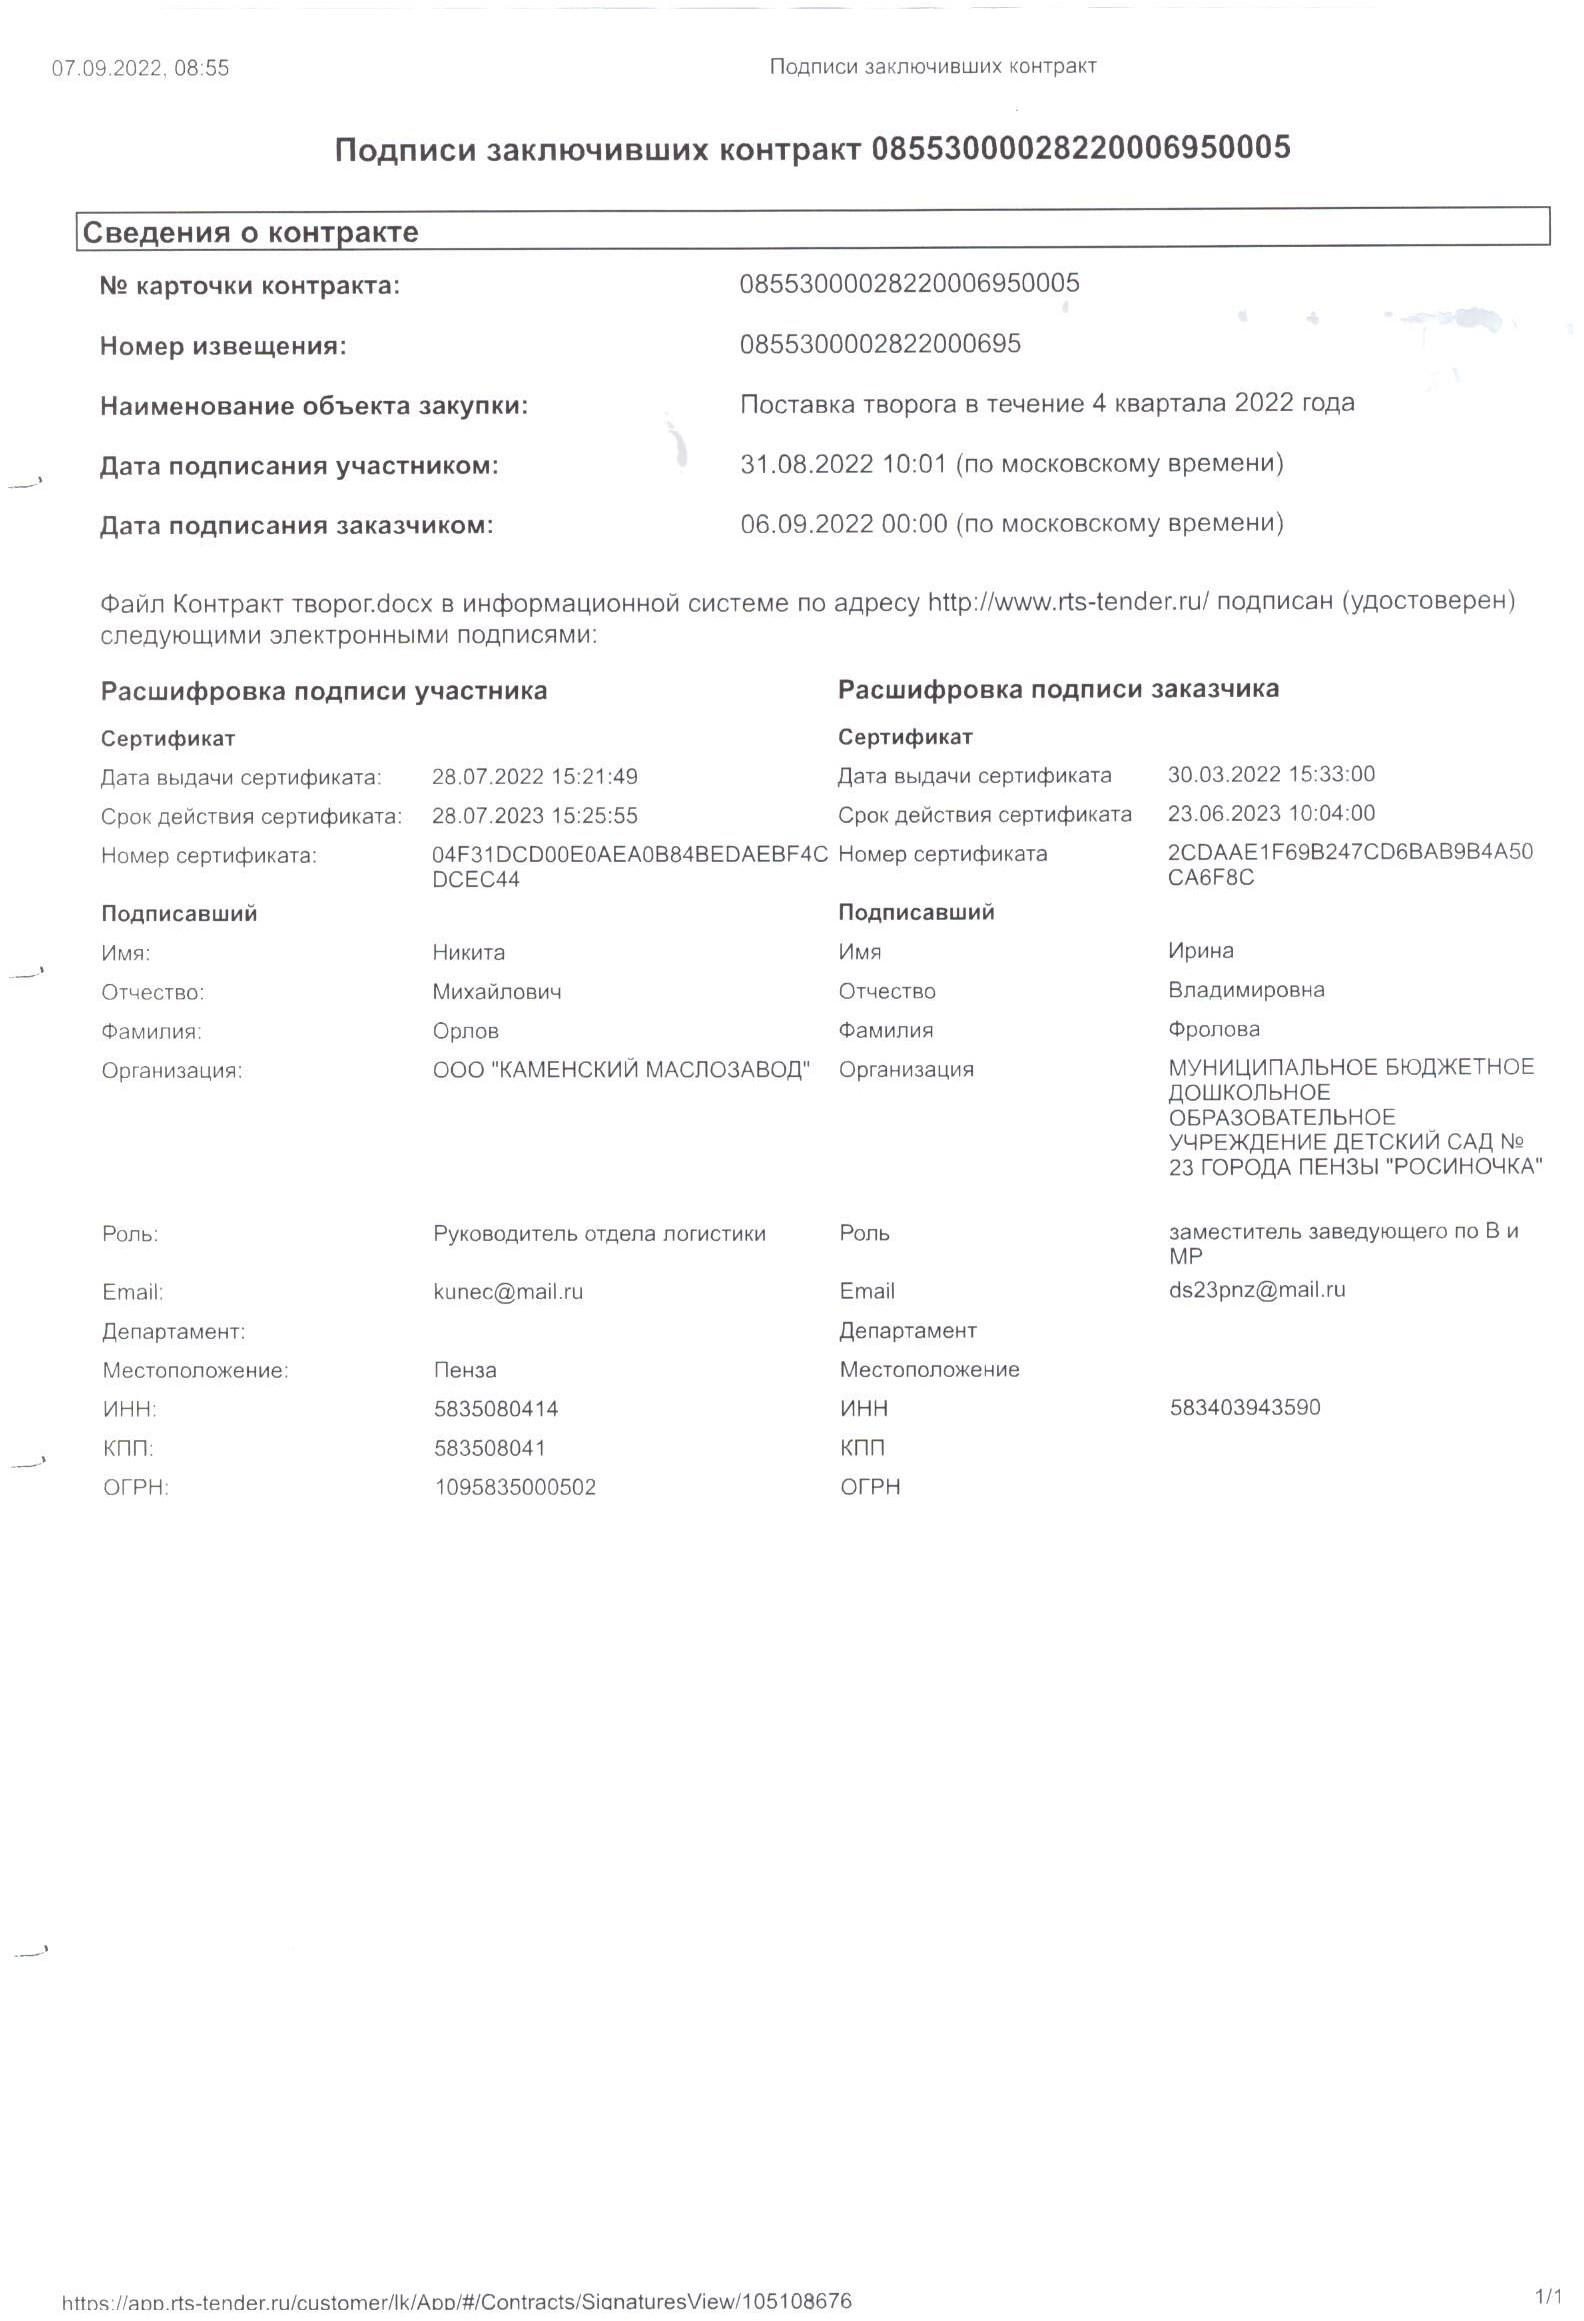 07.09.2022, 08:55
Подписи заключивших контракт
Подписи заключивших контракт 08553000028220006950005
Сведения о контракте
№ карточки контракта: 08553000028220006950005
Номер извещения: 0855300002822000695
Наименование объекта закупки: Поставка творога в течение 4 квартала 2022 года
Дата подписания участником: 31.08.2022 10:01 (по московскому времени)
Дата подписания заказчиком: 06.09.2022 00:00 (по московскому времени)
Файл Контракт творог.docx в информационной системе по адресу http://www.rts-tender.ru/ подписан (удостоверен)
следующими электронными подписями:
Расшифровка подписи участника Расшифровка подписи заказчика
Сертификат Сертификат
Дата выдачи сертификата: 28.07.2022 15:21:49 Дата выдачи сертификата 30.03.2022 15:33:00
Срок действия сертификата: 28.07.2023 15:25:55 Срок действия сертификата 23.06.2023 10:04:00
Номер сертификата: 04F31DCD00E0AEA0B84BEDAEBF4C Номер сертификата 2CDAAE1F69B247CD6BAB9B4A50
DCEC44 CA6F8C
Подписавший Подписавший
Имя: Никита Имя Ирина
Отчество: Михайлович Отчество Владимировна
Фамилия: Орлов Фамилия Фролова
Организация: ООО "КАМЕНСКИЙ МАСЛОЗАВОД" Организация МУНИЦИПАЛЬНОЕ БЮДЖЕТНОЕ
ДОШКОЛЬНОЕ
ОБРАЗОВАТЕЛЬНОЕ
УЧРЕЖДЕНИЕ ДЕТСКИЙ САД №
23 ГОРОДА ПЕНЗЫ "РОСИНОЧКА"
Роль: Руководитель отдела логистики Роль заместитель заведующего по В и
МР
Email: kunec@mail.ru Email ds23pnz@mail.ru
Департамент: Департамент
Местоположение: Пенза Местоположение
ИНН: 5835080414 ИНН 583403943590
КПП: 583508041 КПП
ОГРН: 1095835000502 ОГРН
https://app.rts-tender.ru/customer/lk/App/#/Contracts/SignaturesView/105108676
1/1